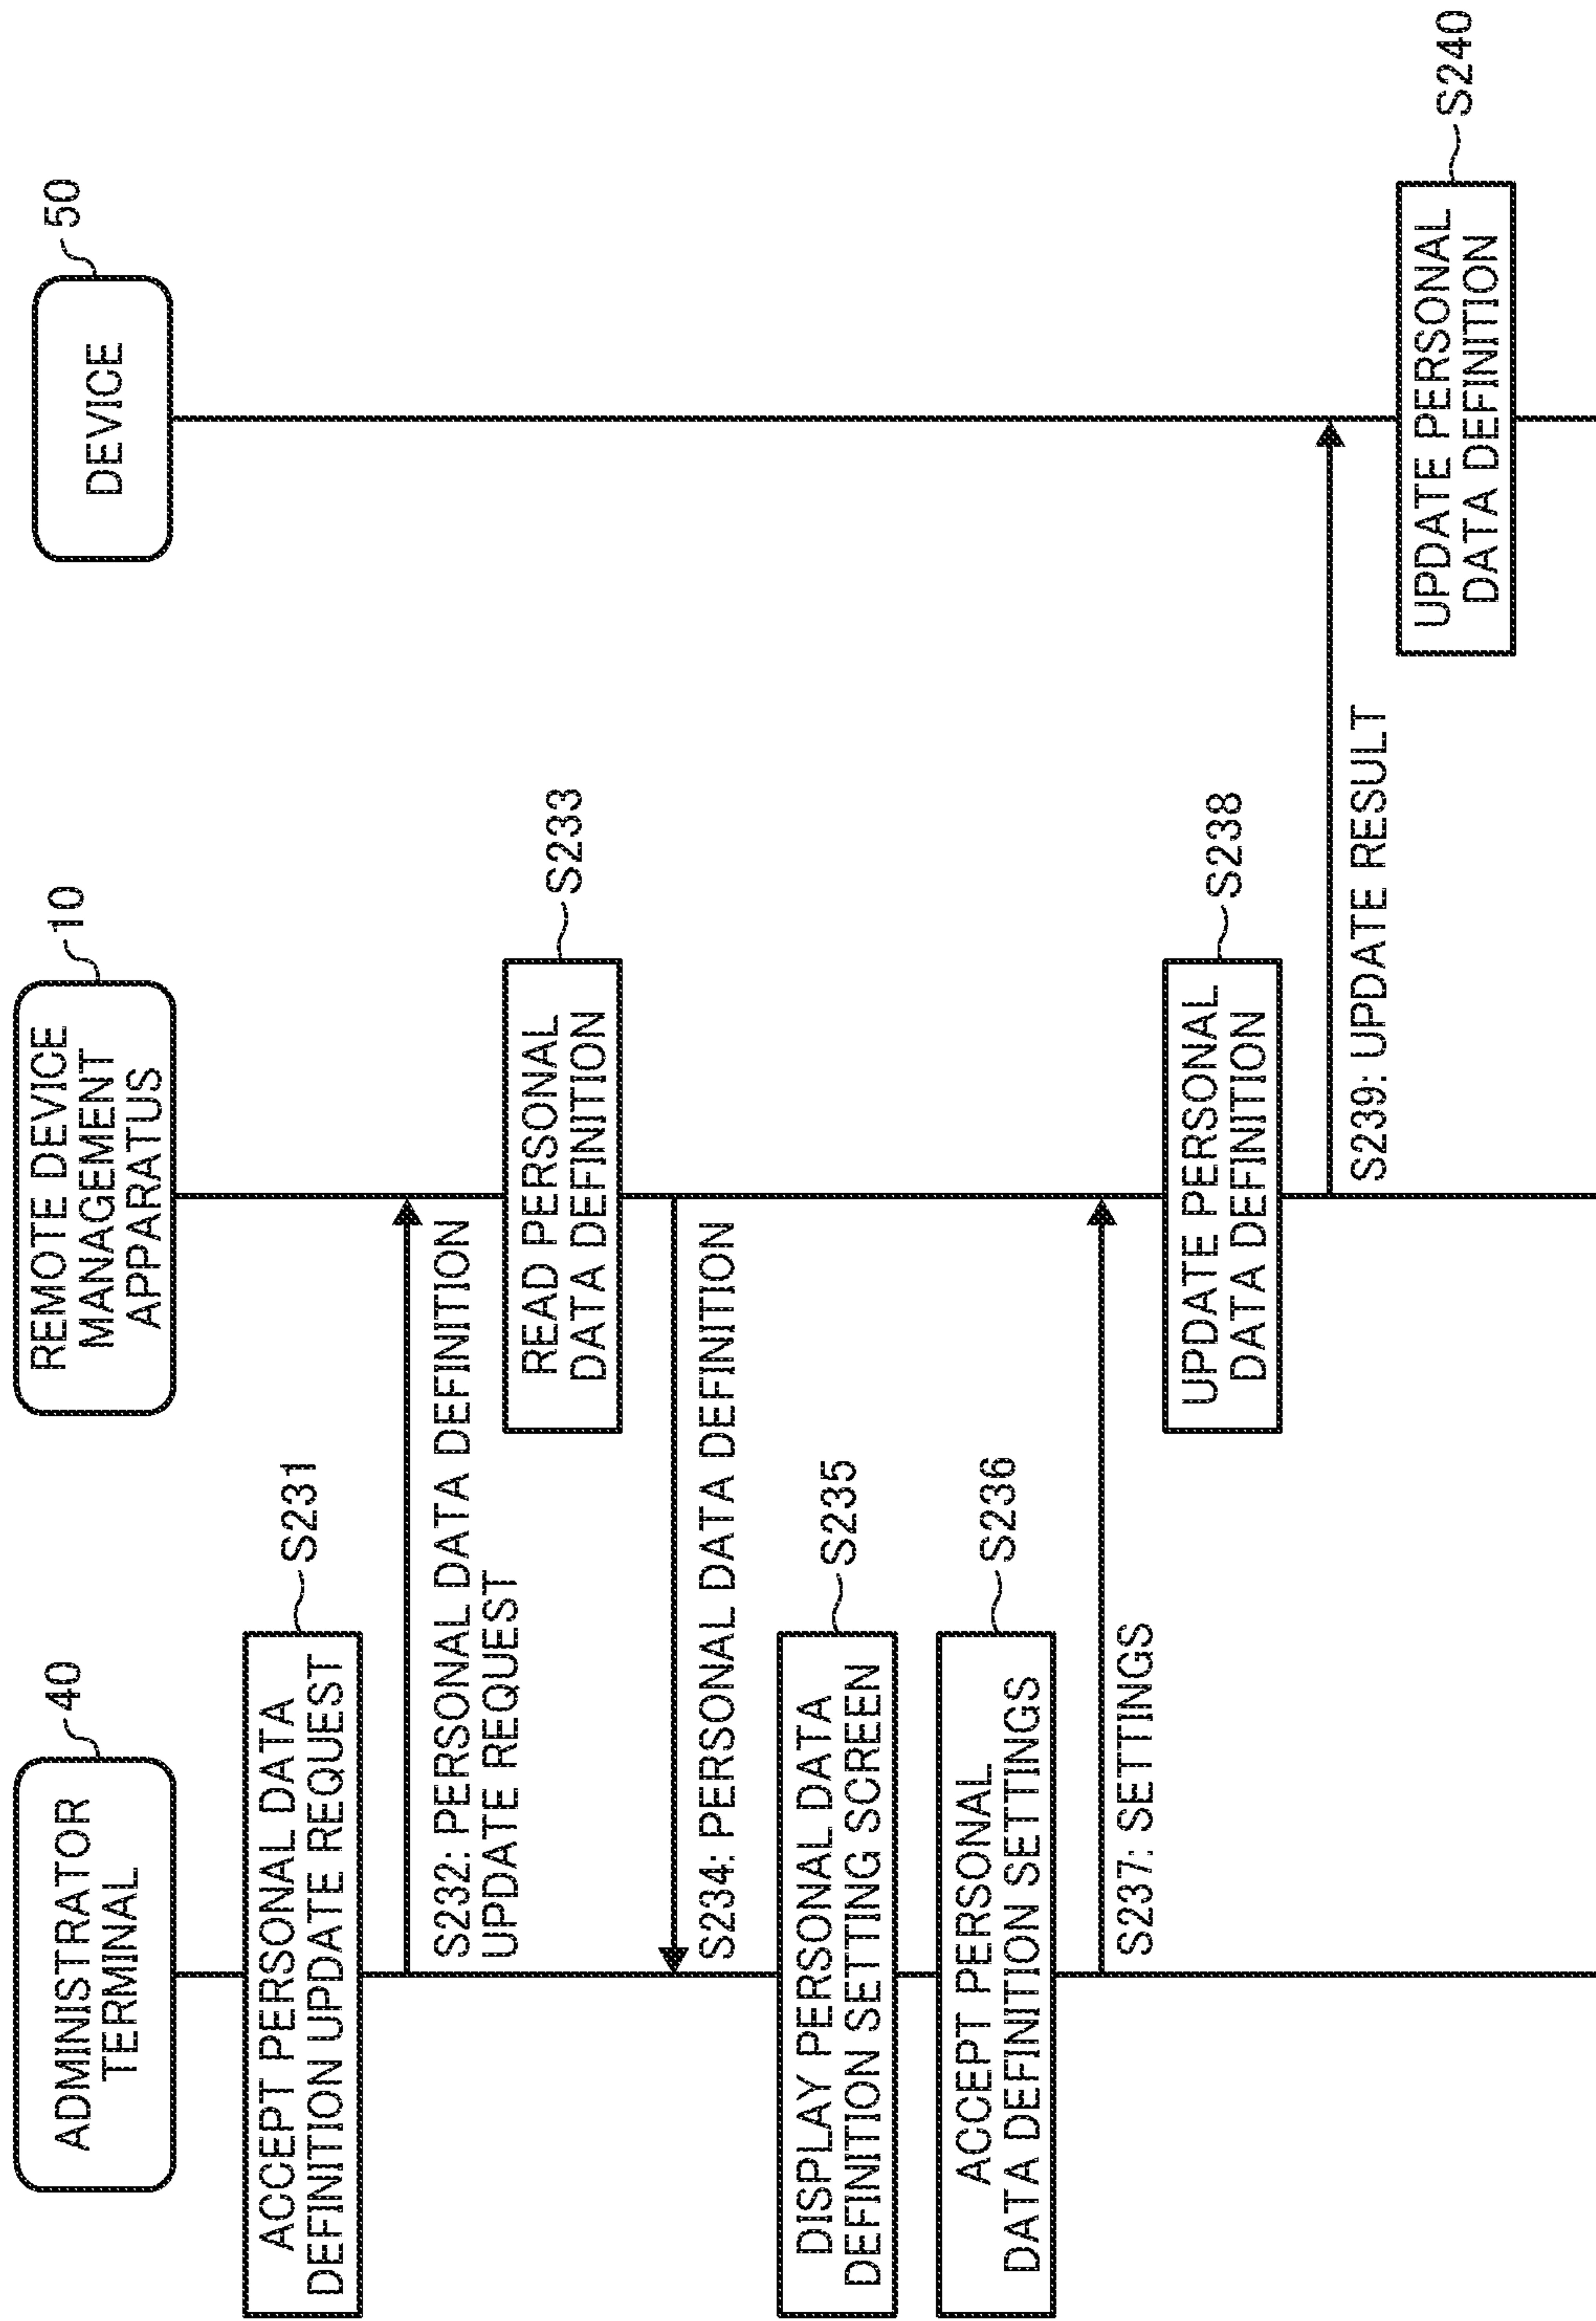 ADMINISTRATOR
TERMINAL
40
REMOTE DEVICE
MANAGEMENT
APPARATUS
10
DEVICE
50
ACCEPT PERSONAL DATA
DEFINITION UPDATE REQUEST
S231
S232: PERSONAL DATA DEFINITION
UPDATE REQUEST
READ PERSONAL
DATA DEFINITION
S233
S234: PERSONAL DATA DEFINITION
DISPLAY PERSONAL DATA
DEFINITION SETTING SCREEN
S235
ACCEPT PERSONAL
DATA DEFINITION SETTINGS
S236
S237: SETTINGS
UPDATE PERSONAL
DATA DEFINITION
S238
S239: UPDATE RESULT
UPDATE PERSONAL
DATA DEFINITION
S240